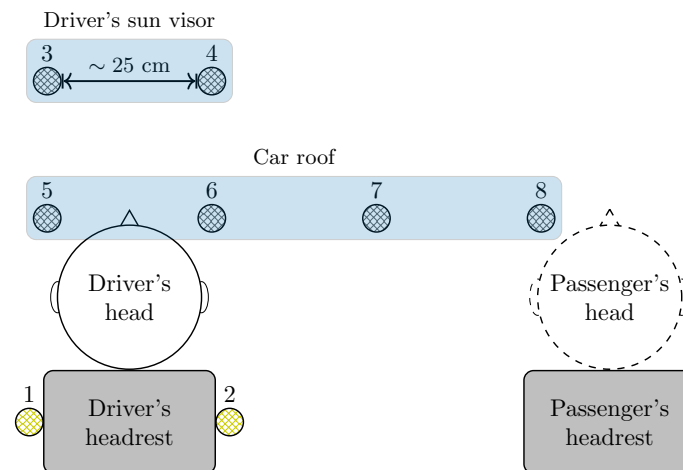 Driver's sun visor
3 4
~ 25 cm
Car roof
5 6 7 8
Driver's
head
Passenger's
head
1 2
Driver's
headrest
Passenger's
headrest